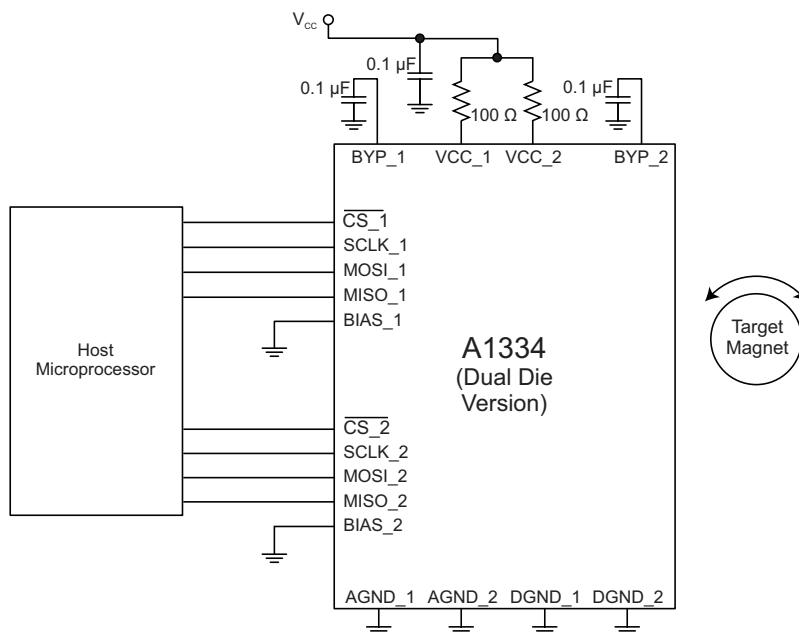 VCC
0.1 µF
0.1 µF
0.1 µF
100 Ω
100 Ω
BYP_1
VCC_1
VCC_2
BYP_2
CS_1
SCLK_1
MOSI_1
MISO_1
BIAS_1
Host
Microprocessor
A1334
(Dual Die
Version)
Target
Magnet
CS_2
SCLK_2
MOSI_2
MISO_2
BIAS_2
AGND_1
AGND_2
DGND_1
DGND_2